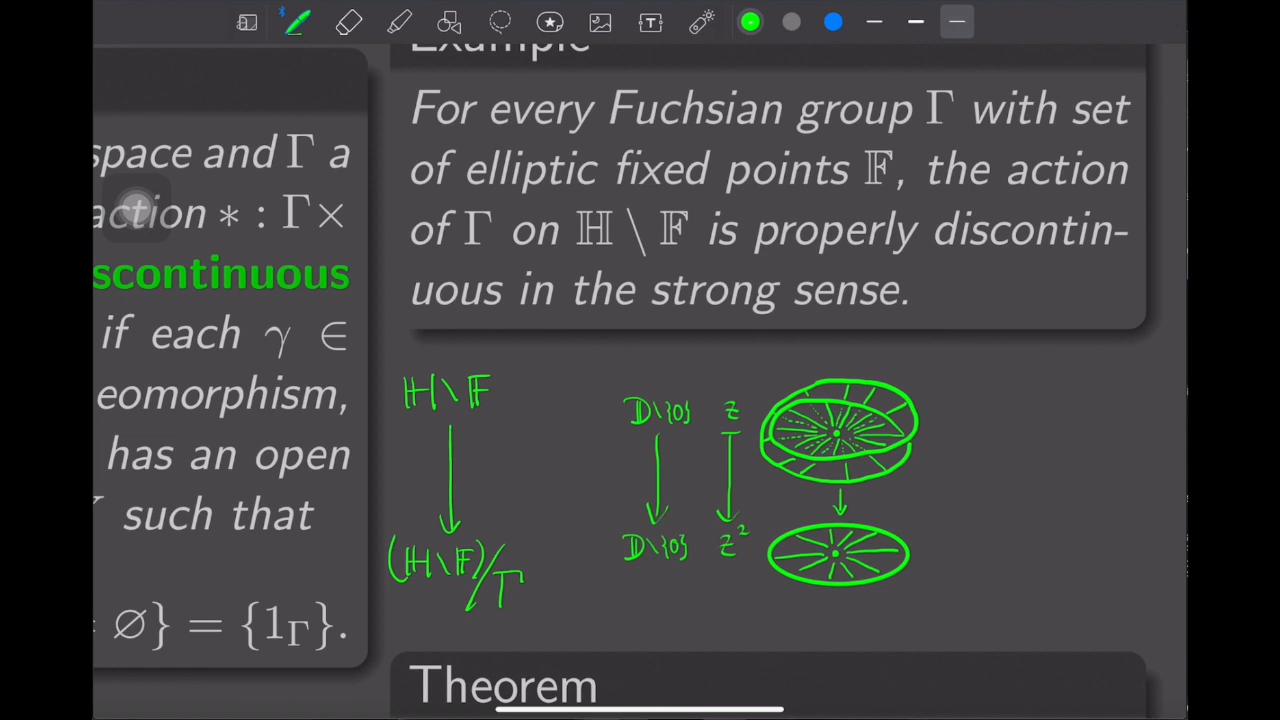 space and Γ a
action ∗ : Γ×
scontinuous
if each γ ∈
eomorphism,
has an open
such that
∅} = {1_Γ}.
Example
For every Fuchsian group Γ with set
of elliptic fixed points 𝔽, the action
of Γ on ℍ \ 𝔽 is properly discontin-
uous in the strong sense.
ℍ\𝔽
(ℍ\𝔽)/Γ
𝔻\{0} z
𝔻\{0} z²
Theorem